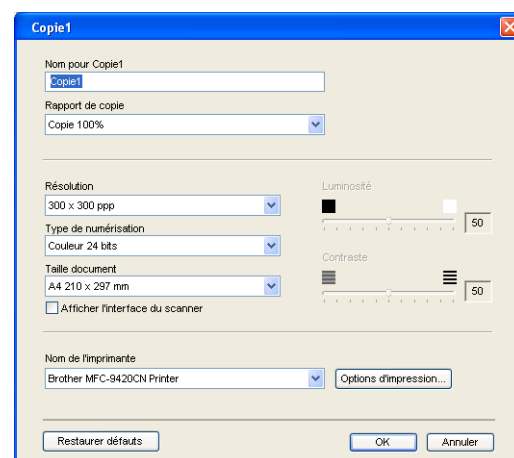 Copie1
Nom pour Copie1
Copie1
Rapport de copie
Copie 100%
Résolution
300 x 300 ppp
Type de numérisation
Couleur 24 bits
Taille document
A4 210 x 297 mm
Afficher l'interface du scanner
Luminosité
50
Contraste
50
Nom de l'imprimante
Brother MFC-9420CN Printer
Options d'impression...
Restaurer défauts
OK
Annuler